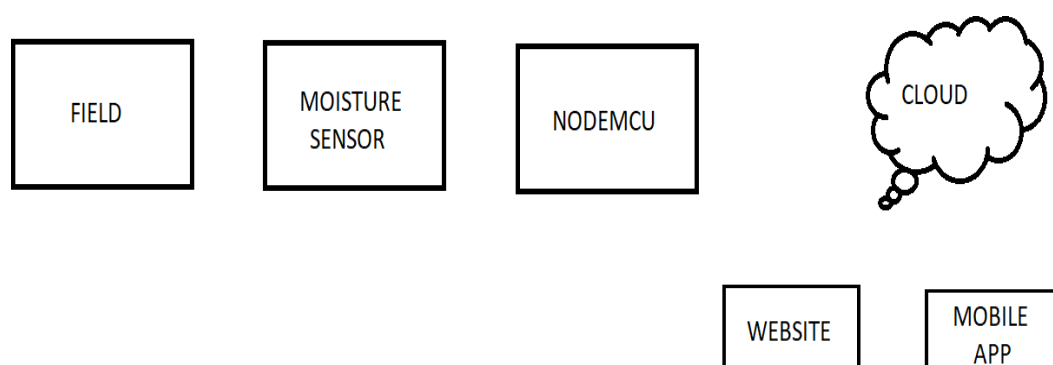 FIELD
MOISTURE
SENSOR
NODEMCU
CLOUD
WEBSITE
MOBILE
APP